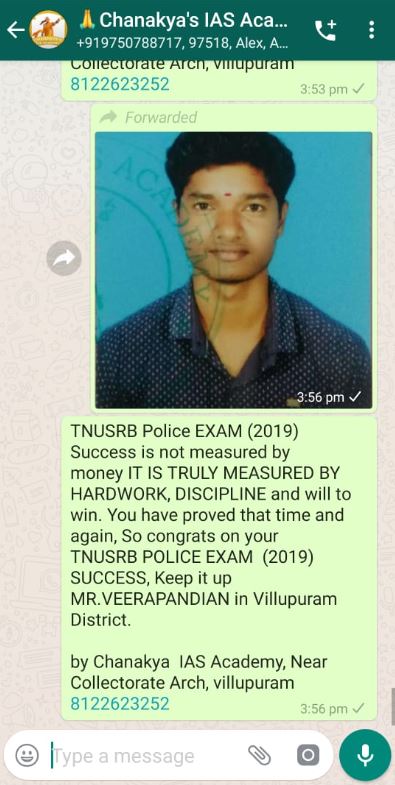 🙏 Chanakya's IAS Aca...
+919750788717, 97518, Alex, A...
Collectorate Arch, villupuram
8122623252
3:53 pm
Forwarded
ACADEMY
3:56 pm
TNUSRB Police EXAM (2019)
Success is not measured by
money IT IS TRULY MEASURED BY
HARDWORK, DISCIPLINE and will to
win. You have proved that time and
again, So congrats on your
TNUSRB POLICE EXAM (2019)
SUCCESS, Keep it up
MR.VEERAPANDIAN in Villupuram
District.
by Chanakya IAS Academy, Near
Collectorate Arch, villupuram
8122623252
3:56 pm
Type a message